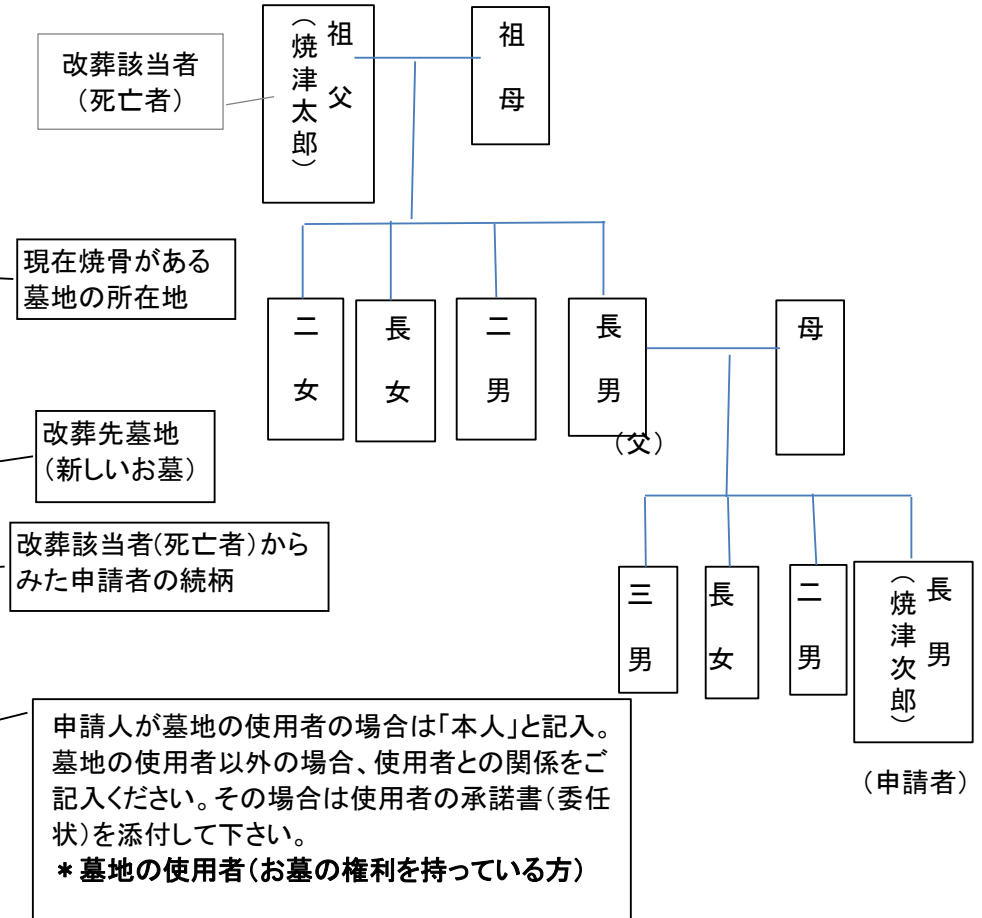 改葬該当者
（死亡者）
祖父
（焼津太郎）
祖母
現在焼骨がある
墓地の所在地
二女
長女
二男
長男
（父）
母
改葬先墓地
（新しいお墓）
改葬該当者(死亡者)から
みた申請者の続柄
三男
長女
二男
長男
（焼津次郎）
（申請者）
申請人が墓地の使用者の場合は「本人」と記入。
墓地の使用者以外の場合、使用者との関係をご
記入ください。その場合は使用者の承諾書（委任
状）を添付して下さい。
＊墓地の使用者（お墓の権利を持っている方）